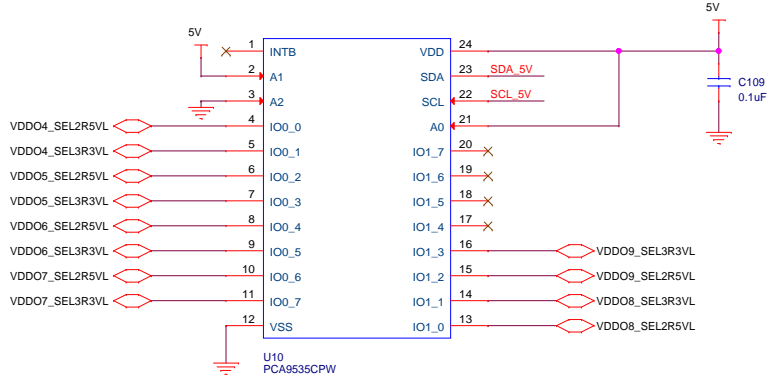 5V
5V
1 INTB VDD 24
2 A1 SDA 23 SDA_5V
3 A2 SCL 22 SCL_5V
C109
0.1uF
VDDO4_SEL2R5VL 4 IO0_0 A0 21
VDDO4_SEL3R3VL 5 IO0_1 IO1_7 20
VDDO5_SEL2R5VL 6 IO0_2 IO1_6 19
VDDO5_SEL3R3VL 7 IO0_3 IO1_5 18
VDDO6_SEL2R5VL 8 IO0_4 IO1_4 17
VDDO6_SEL3R3VL 9 IO0_5 IO1_3 16 VDDO9_SEL3R3VL
VDDO7_SEL2R5VL 10 IO0_6 IO1_2 15 VDDO9_SEL2R5VL
VDDO7_SEL3R3VL 11 IO0_7 IO1_1 14 VDDO8_SEL3R3VL
12 VSS IO1_0 13 VDDO8_SEL2R5VL
U10
PCA9535CPW